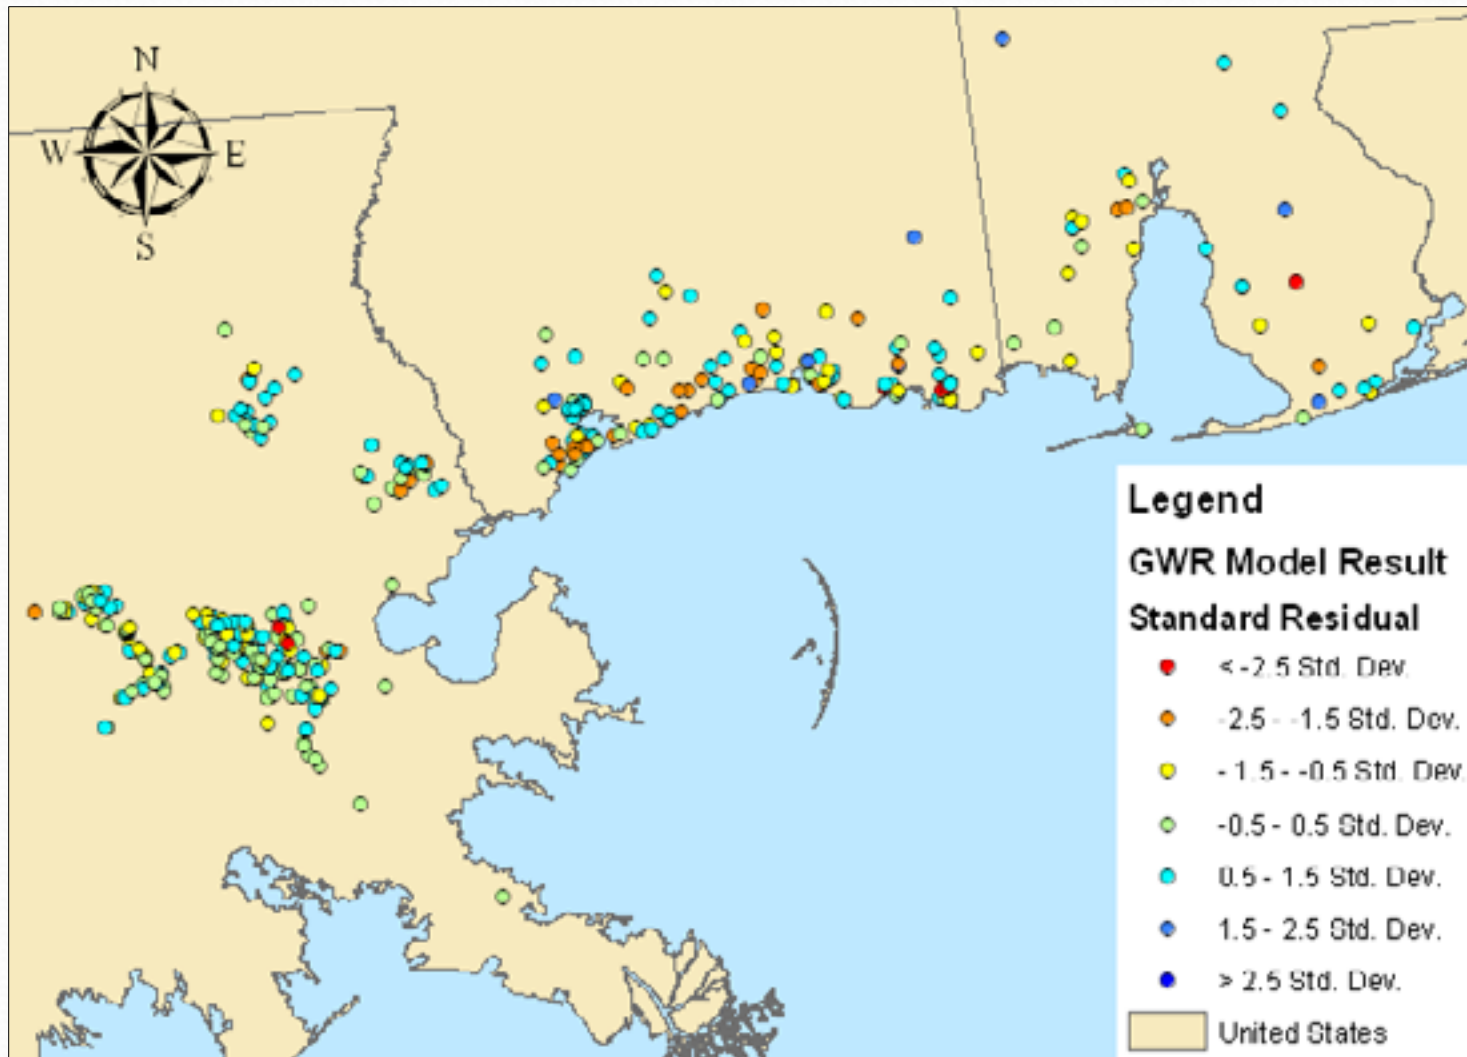 N
W E
S
Legend
GWR Model Result
Standard Residual
< -2.5 Std. Dev.
-2.5 - -1.5 Std. Dev.
-1.5 - -0.5 Std. Dev.
-0.5 - 0.5 Std. Dev.
0.5 - 1.5 Std. Dev.
1.5 - 2.5 Std. Dev.
> 2.5 Std. Dev.
United States